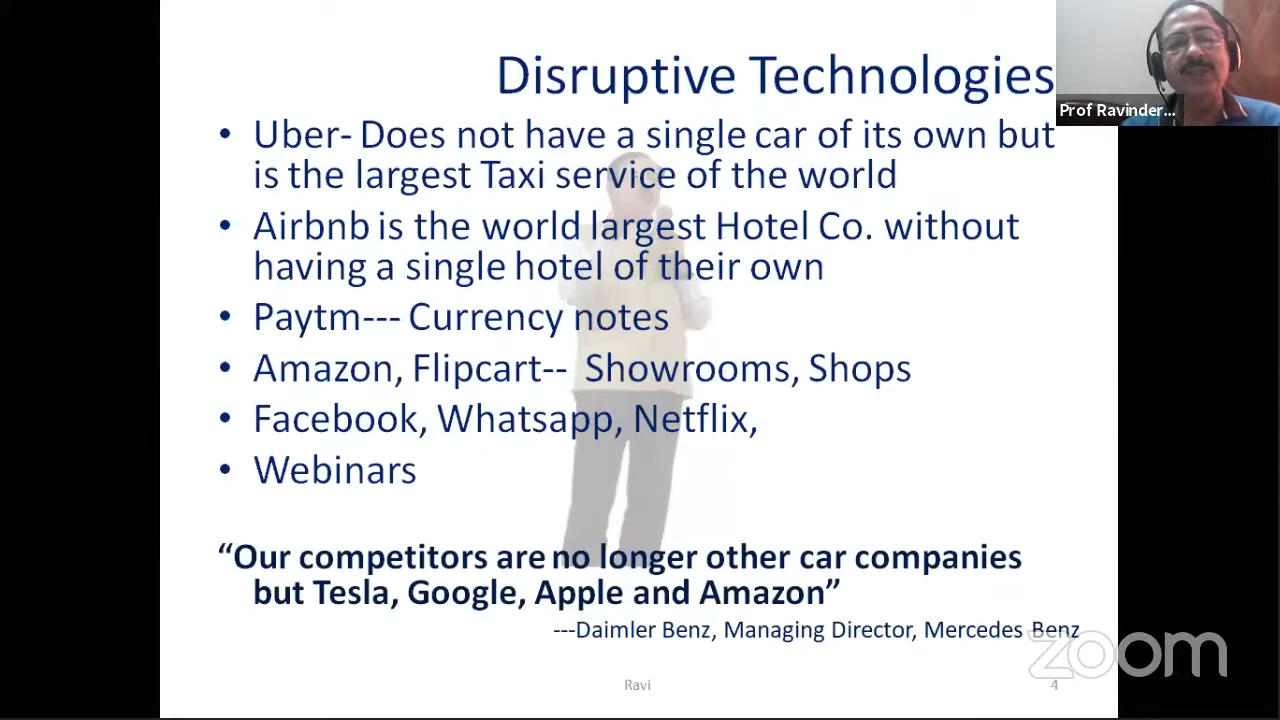 Disruptive Technologies
Prof Ravinder...
• Uber- Does not have a single car of its own but
is the largest Taxi service of the world
• Airbnb is the world largest Hotel Co. without
having a single hotel of their own
• Paytm--- Currency notes
• Amazon, Flipcart-- Showrooms, Shops
• Facebook, Whatsapp, Netflix,
• Webinars
“Our competitors are no longer other car companies
but Tesla, Google, Apple and Amazon”
---Daimler Benz, Managing Director, Mercedes Benz
zoom
Ravi
4